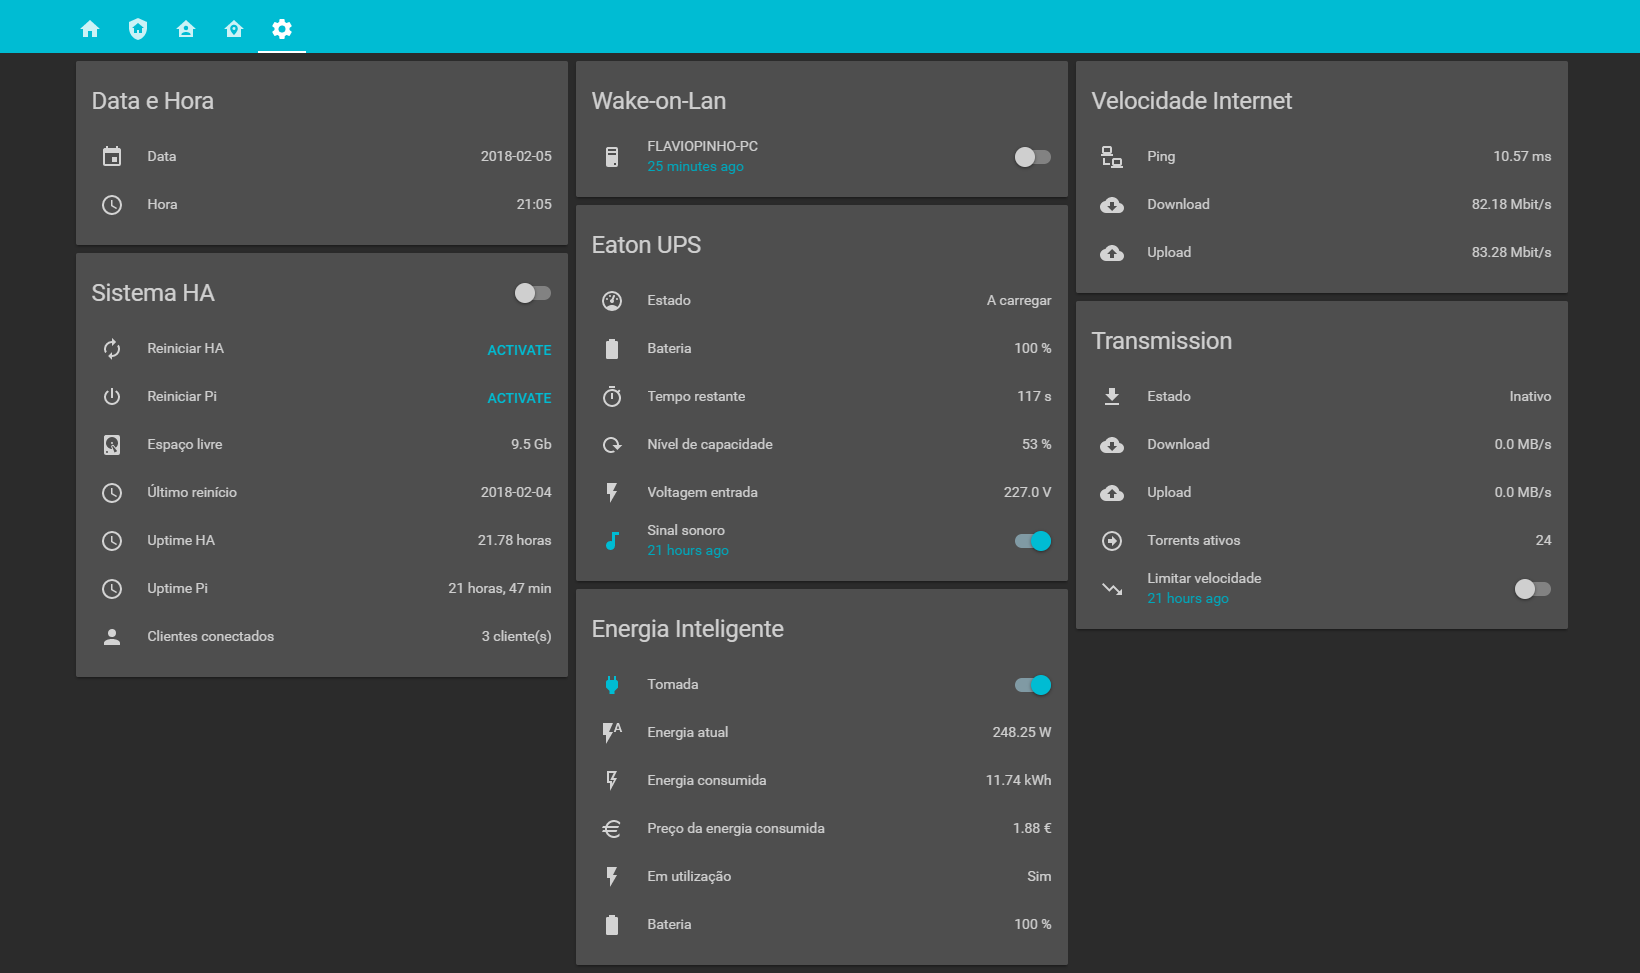 Data e Hora
Data 2018-02-05
Hora 21:05
Sistema HA
Reiniciar HA ACTIVATE
Reiniciar Pi ACTIVATE
Espaço livre 9.5 Gb
Último reinício 2018-02-04
Uptime HA 21.78 horas
Uptime Pi 21 horas, 47 min
Clientes conectados 3 cliente(s)
Wake-on-Lan
FLAVIOPINHO-PC
25 minutes ago
Eaton UPS
Estado A carregar
Bateria 100 %
Tempo restante 117 s
Nível de capacidade 53 %
Voltagem entrada 227.0 V
Sinal sonoro
21 hours ago
Energia Inteligente
Tomada
A
Energia atual 248.25 W
Energia consumida 11.74 kWh
Preço da energia consumida 1.88 €
Em utilização Sim
Bateria 100 %
Velocidade Internet
Ping 10.57 ms
Download 82.18 Mbit/s
Upload 83.28 Mbit/s
Transmission
Estado Inativo
Download 0.0 MB/s
Upload 0.0 MB/s
Torrents ativos 24
Limitar velocidade
21 hours ago